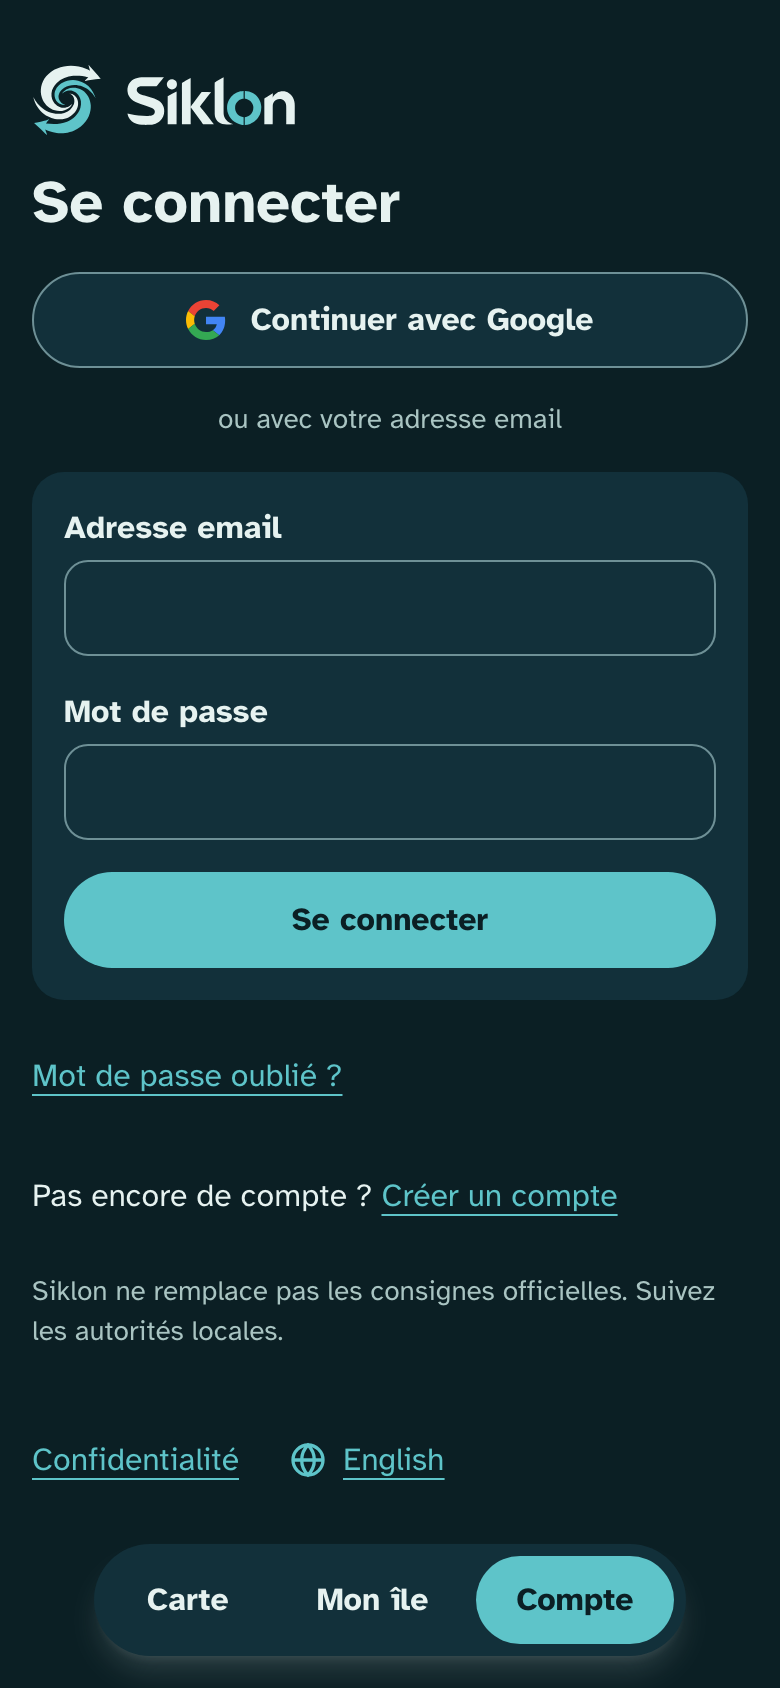 Siklon
Se connecter
Continuer avec Google
ou avec votre adresse email
Adresse email
Mot de passe
Se connecter
Mot de passe oublié ?
Pas encore de compte ? Créer un compte
Siklon ne remplace pas les consignes officielles. Suivez
les autorités locales.
Confidentialité English
Carte Mon île Compte